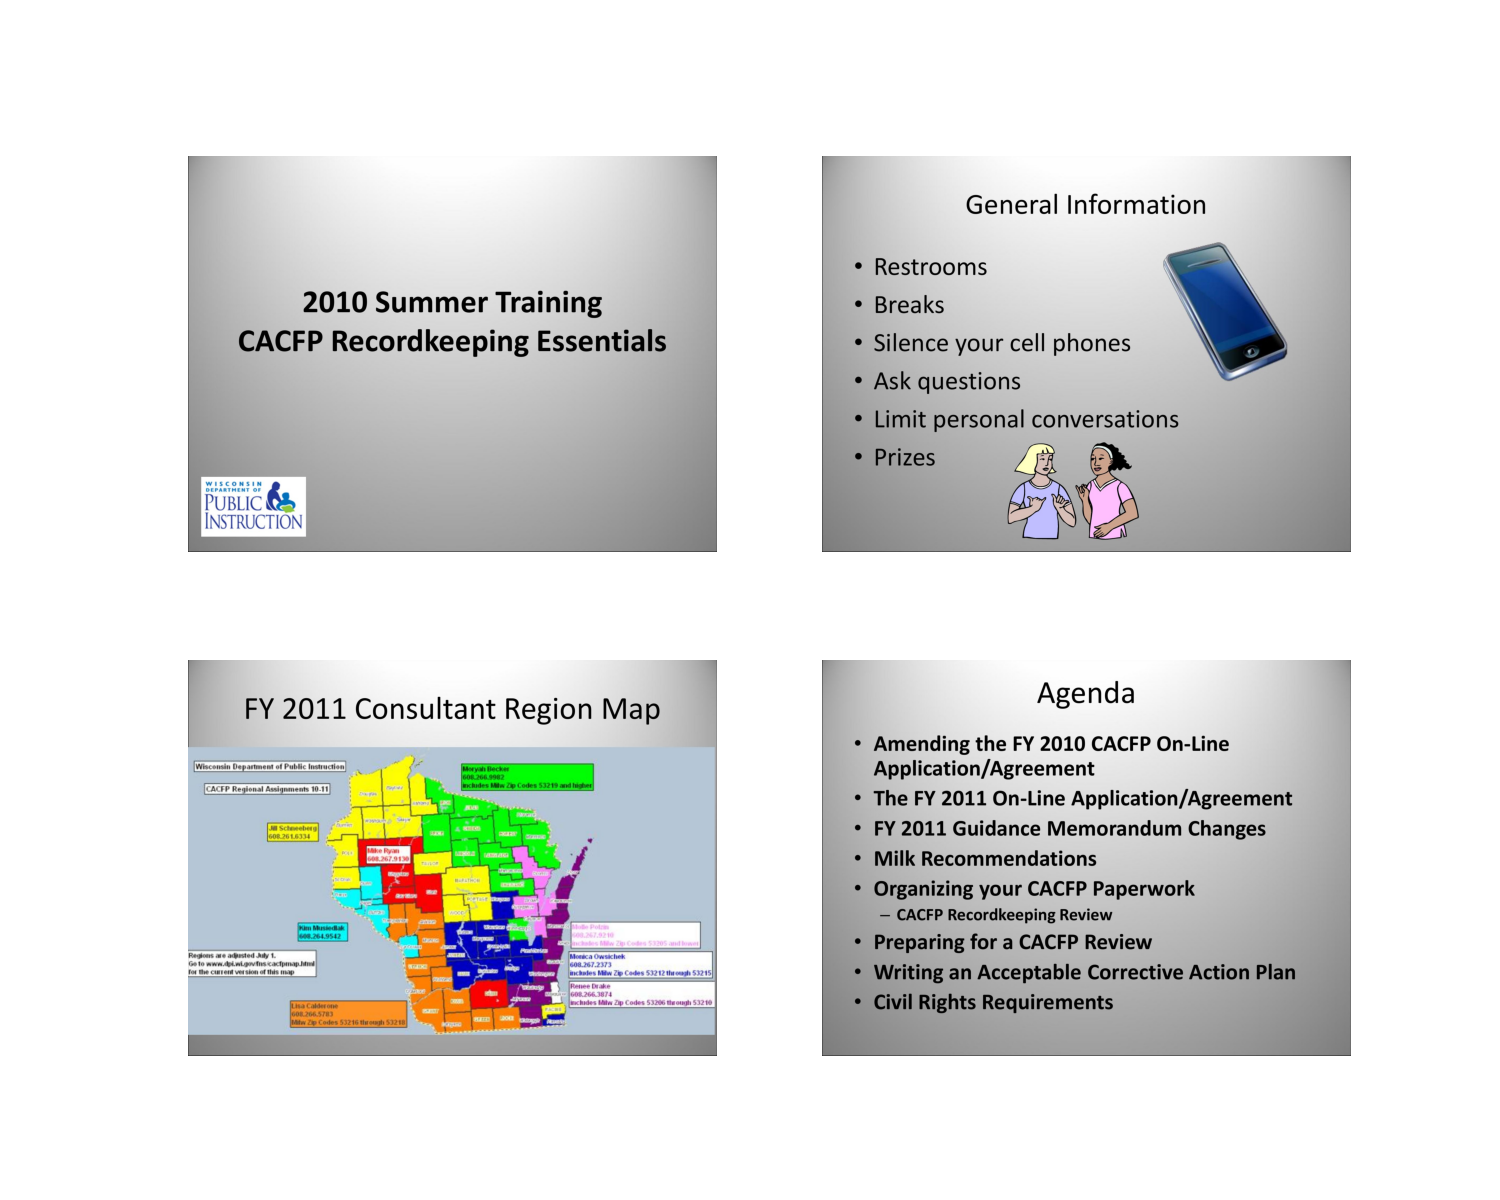 2010 Summer Training
CACFP Recordkeeping Essentials
WISCONSIN
DEPARTMENT OF
PUBLIC
INSTRUCTION
General Information
• Restrooms
• Breaks
• Silence your cell phones
• Ask questions
• Limit personal conversations
• Prizes
FY 2011 Consultant Region Map
Wisconsin Department of Public Instruction
CACFP Regional Assignments 10-11
Meryah Becker
608.266.9982
includes Milw Zip Codes 53219 and higher
Jill Schneeberg
608.261.6334
Mike Ryan
608.267.9130
Kim Musiedlak
608.264.9542
Regions are adjusted July 1.
Go to www.dpi.wi.gov/fns/cacfpmap.html
for the current version of this map
Molle Polzin
includes Milw Zip Codes 53205 and lower
Monica Owsichek
608.267.2373
includes Milw Zip Codes 53212 through 53215
Renee Drake
608.266.3874
includes Milw Zip Codes 53206 through 53210
Lisa Calderone
608.266.5783
Milw Zip Codes 53216 through 53218
Agenda
• Amending the FY 2010 CACFP On-Line
Application/Agreement
• The FY 2011 On-Line Application/Agreement
• FY 2011 Guidance Memorandum Changes
• Milk Recommendations
• Organizing your CACFP Paperwork
– CACFP Recordkeeping Review
• Preparing for a CACFP Review
• Writing an Acceptable Corrective Action Plan
• Civil Rights Requirements